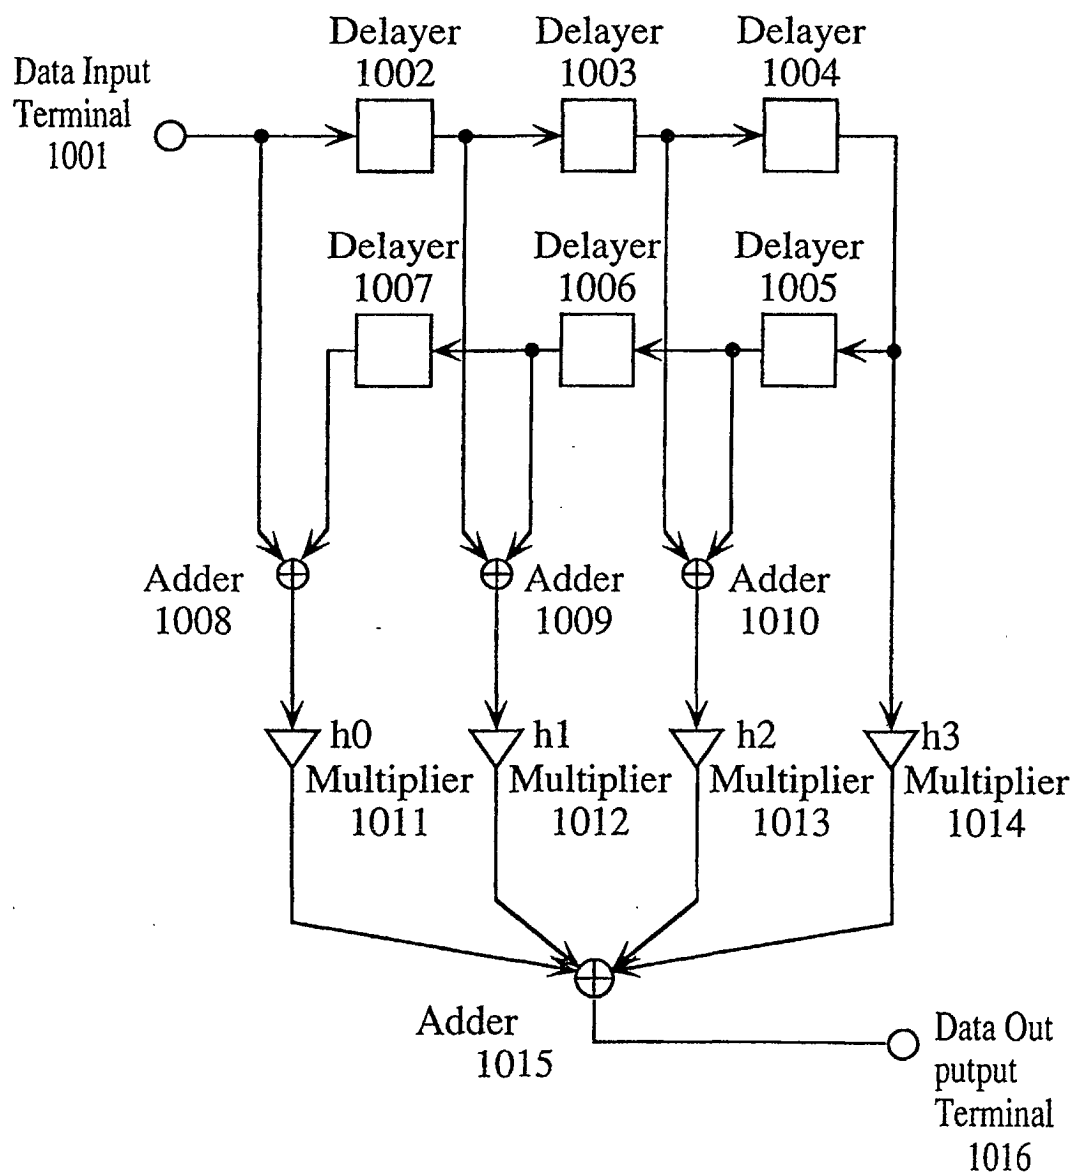 Delayer
1002
Delayer
1003
Delayer
1004
Data Input
Terminal
1001
Delayer
1007
Delayer
1006
Delayer
1005
Adder
1008
Adder
1009
Adder
1010
h0
Multiplier
1011
h1
Multiplier
1012
h2
Multiplier
1013
h3
Multiplier
1014
Adder
1015
Data Out
putput
Terminal
1016